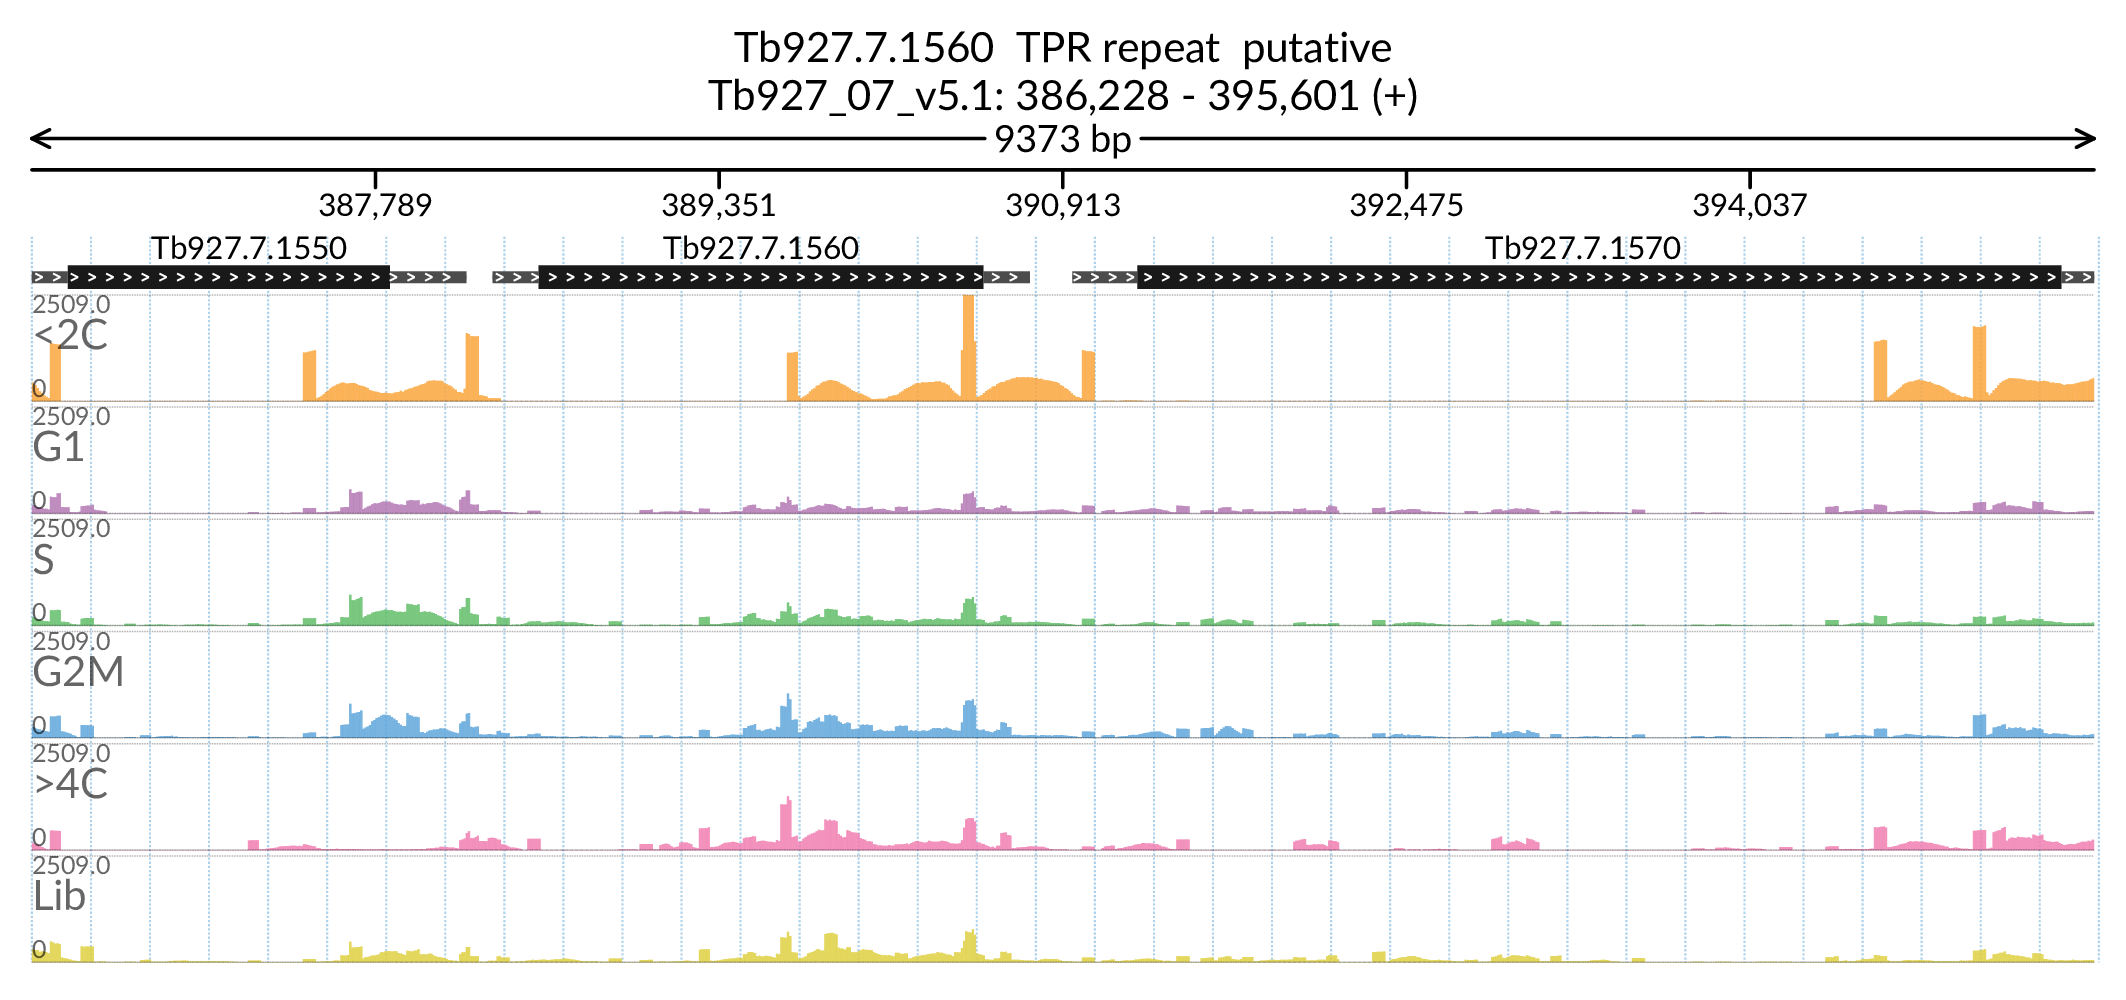 Tb927.7.1560  TPR repeat  putative
Tb927_07_v5.1: 386,228 - 395,601 (+)
9373 bp
387,789 389,351 390,913 392,475 394,037
Tb927.7.1550 Tb927.7.1560 Tb927.7.1570
2509.0
<2C
0
2509.0
G1
0
2509.0
S
0
2509.0
G2M
0
2509.0
>4C
0
2509.0
Lib
0